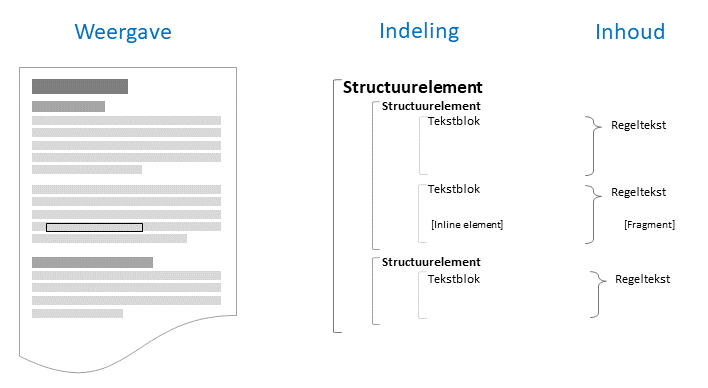 Weergave Indeling Inhoud
Structuurelement
Structuurelement
Tekstblok Regeltekst
Tekstblok Regeltekst
[Inline element] [Fragment]
Structuurelement
Tekstblok Regeltekst